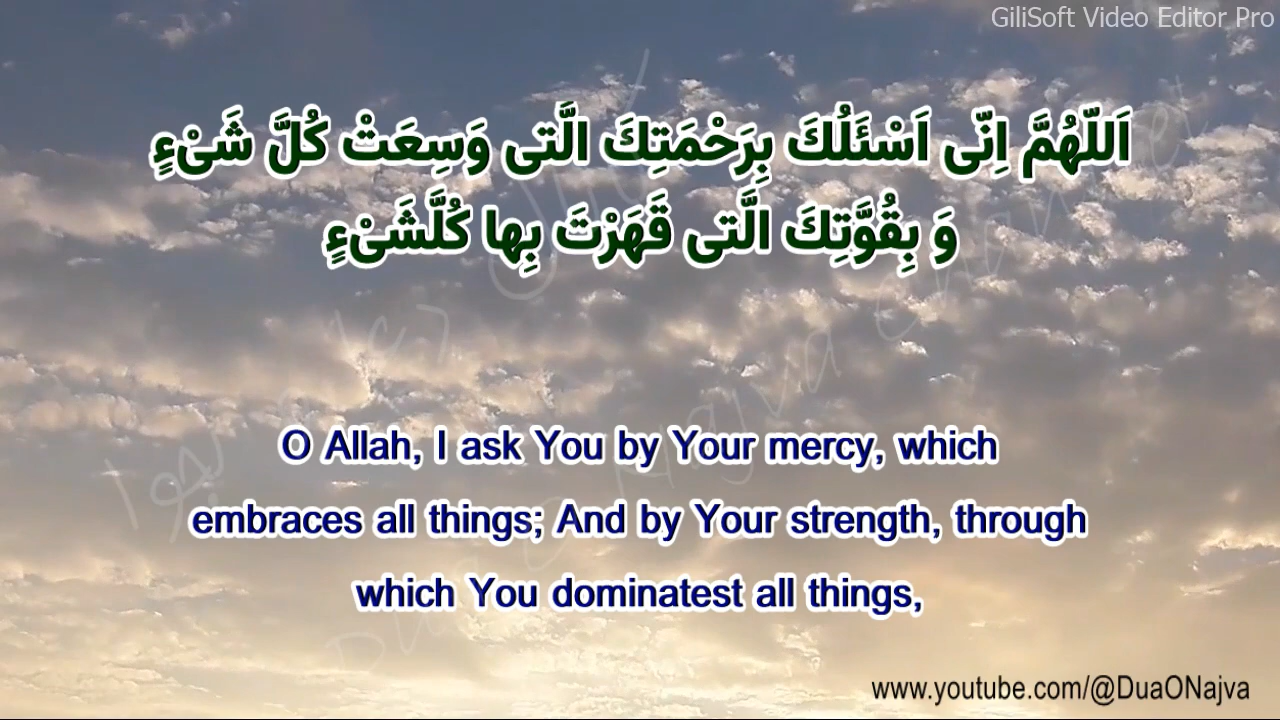 GiliSoft Video Editor Pro
اَللّهُمَّ اِنّی اَسْئَلُكَ بِرَحْمَتِكَ الَّتی وَسِعَتْ كُلَّ شَیْءٍ
وَ بِقُوَّتِكَ الَّتی قَهَرْتَ بِها كُلَّشَیْءٍ
O Allah, I ask You by Your mercy, which
embraces all things; And by Your strength, through
which You dominatest all things,
www.youtube.com/@DuaONajva